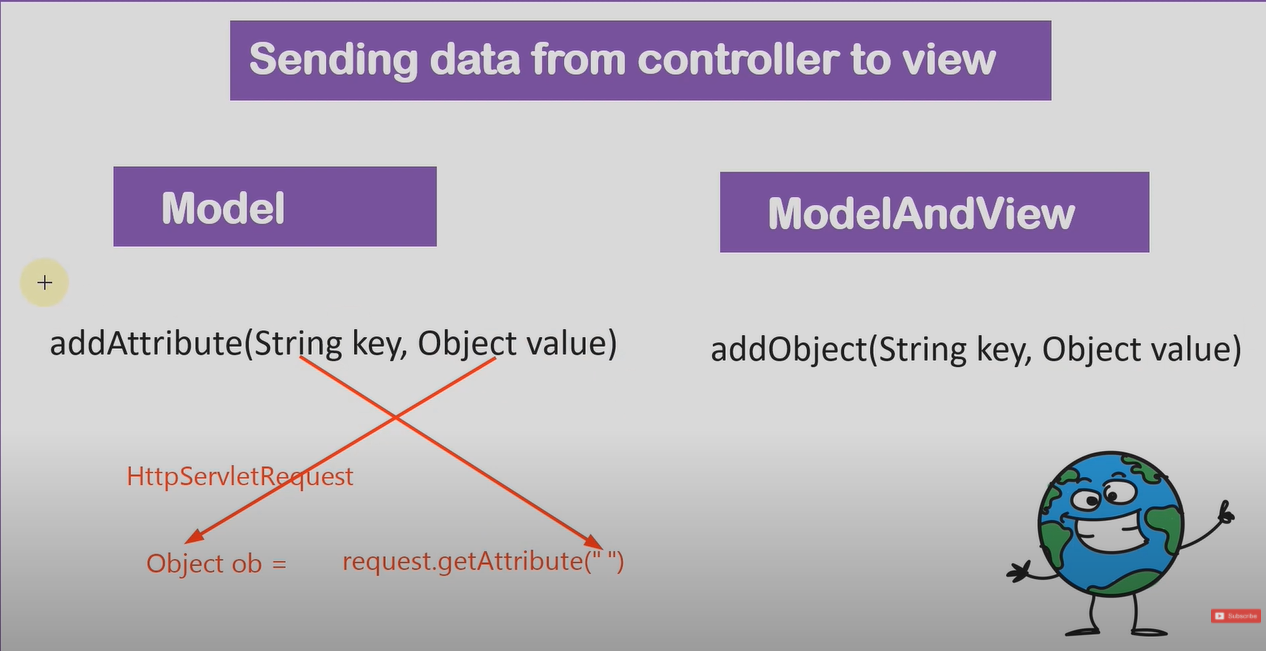 Sending data from controller to view
Model
ModelAndView
addAttribute(String key, Object value)
addObject(String key, Object value)
HttpServletRequest
Object ob = request.getAttribute(" ")
Subscribe